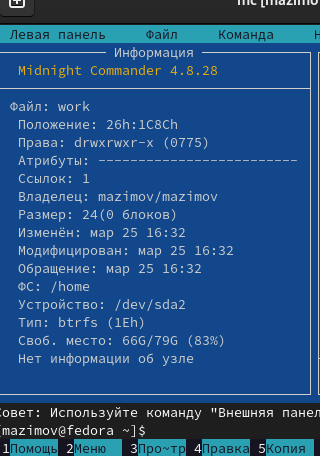 mc [mazimo
Левая панель Файл Команда Н
Информация
Midnight Commander 4.8.28
Файл: work
Положение: 26h:1C8Ch
Права: drwxrwxr-x (0775)
Атрибуты: -------------------------
Ссылок: 1
Владелец: mazimov/mazimov
Размер: 24(0 блоков)
Изменён: мар 25 16:32
Модифицирован: мар 25 16:32
Обращение: мар 25 16:32
ФС: /home
Устройство: /dev/sda2
Тип: btrfs (1Eh)
Своб. место: 66G/79G (83%)
Нет информации об узле
Совет: Используйте команду "Внешняя панел
[mazimov@fedora ~]$
1Помощь 2Меню 3Про~тр 4Правка 5Копия